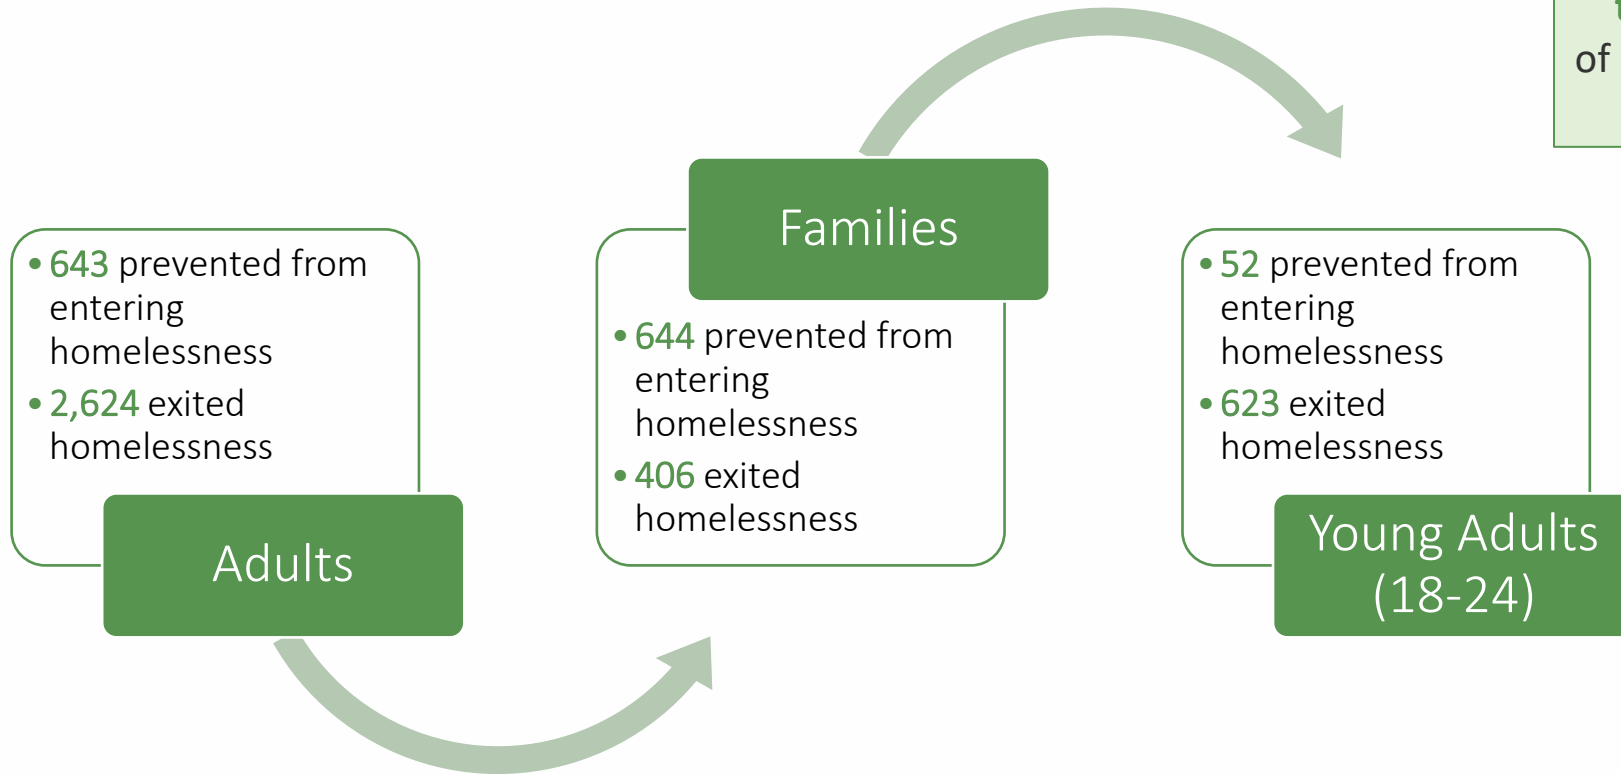 of
Families
• 643 prevented from
entering
homelessness
• 2,624 exited
homelessness
Adults
• 644 prevented from
entering
homelessness
• 406 exited
homelessness
• 52 prevented from
entering
homelessness
• 623 exited
homelessness
Young Adults
(18-24)